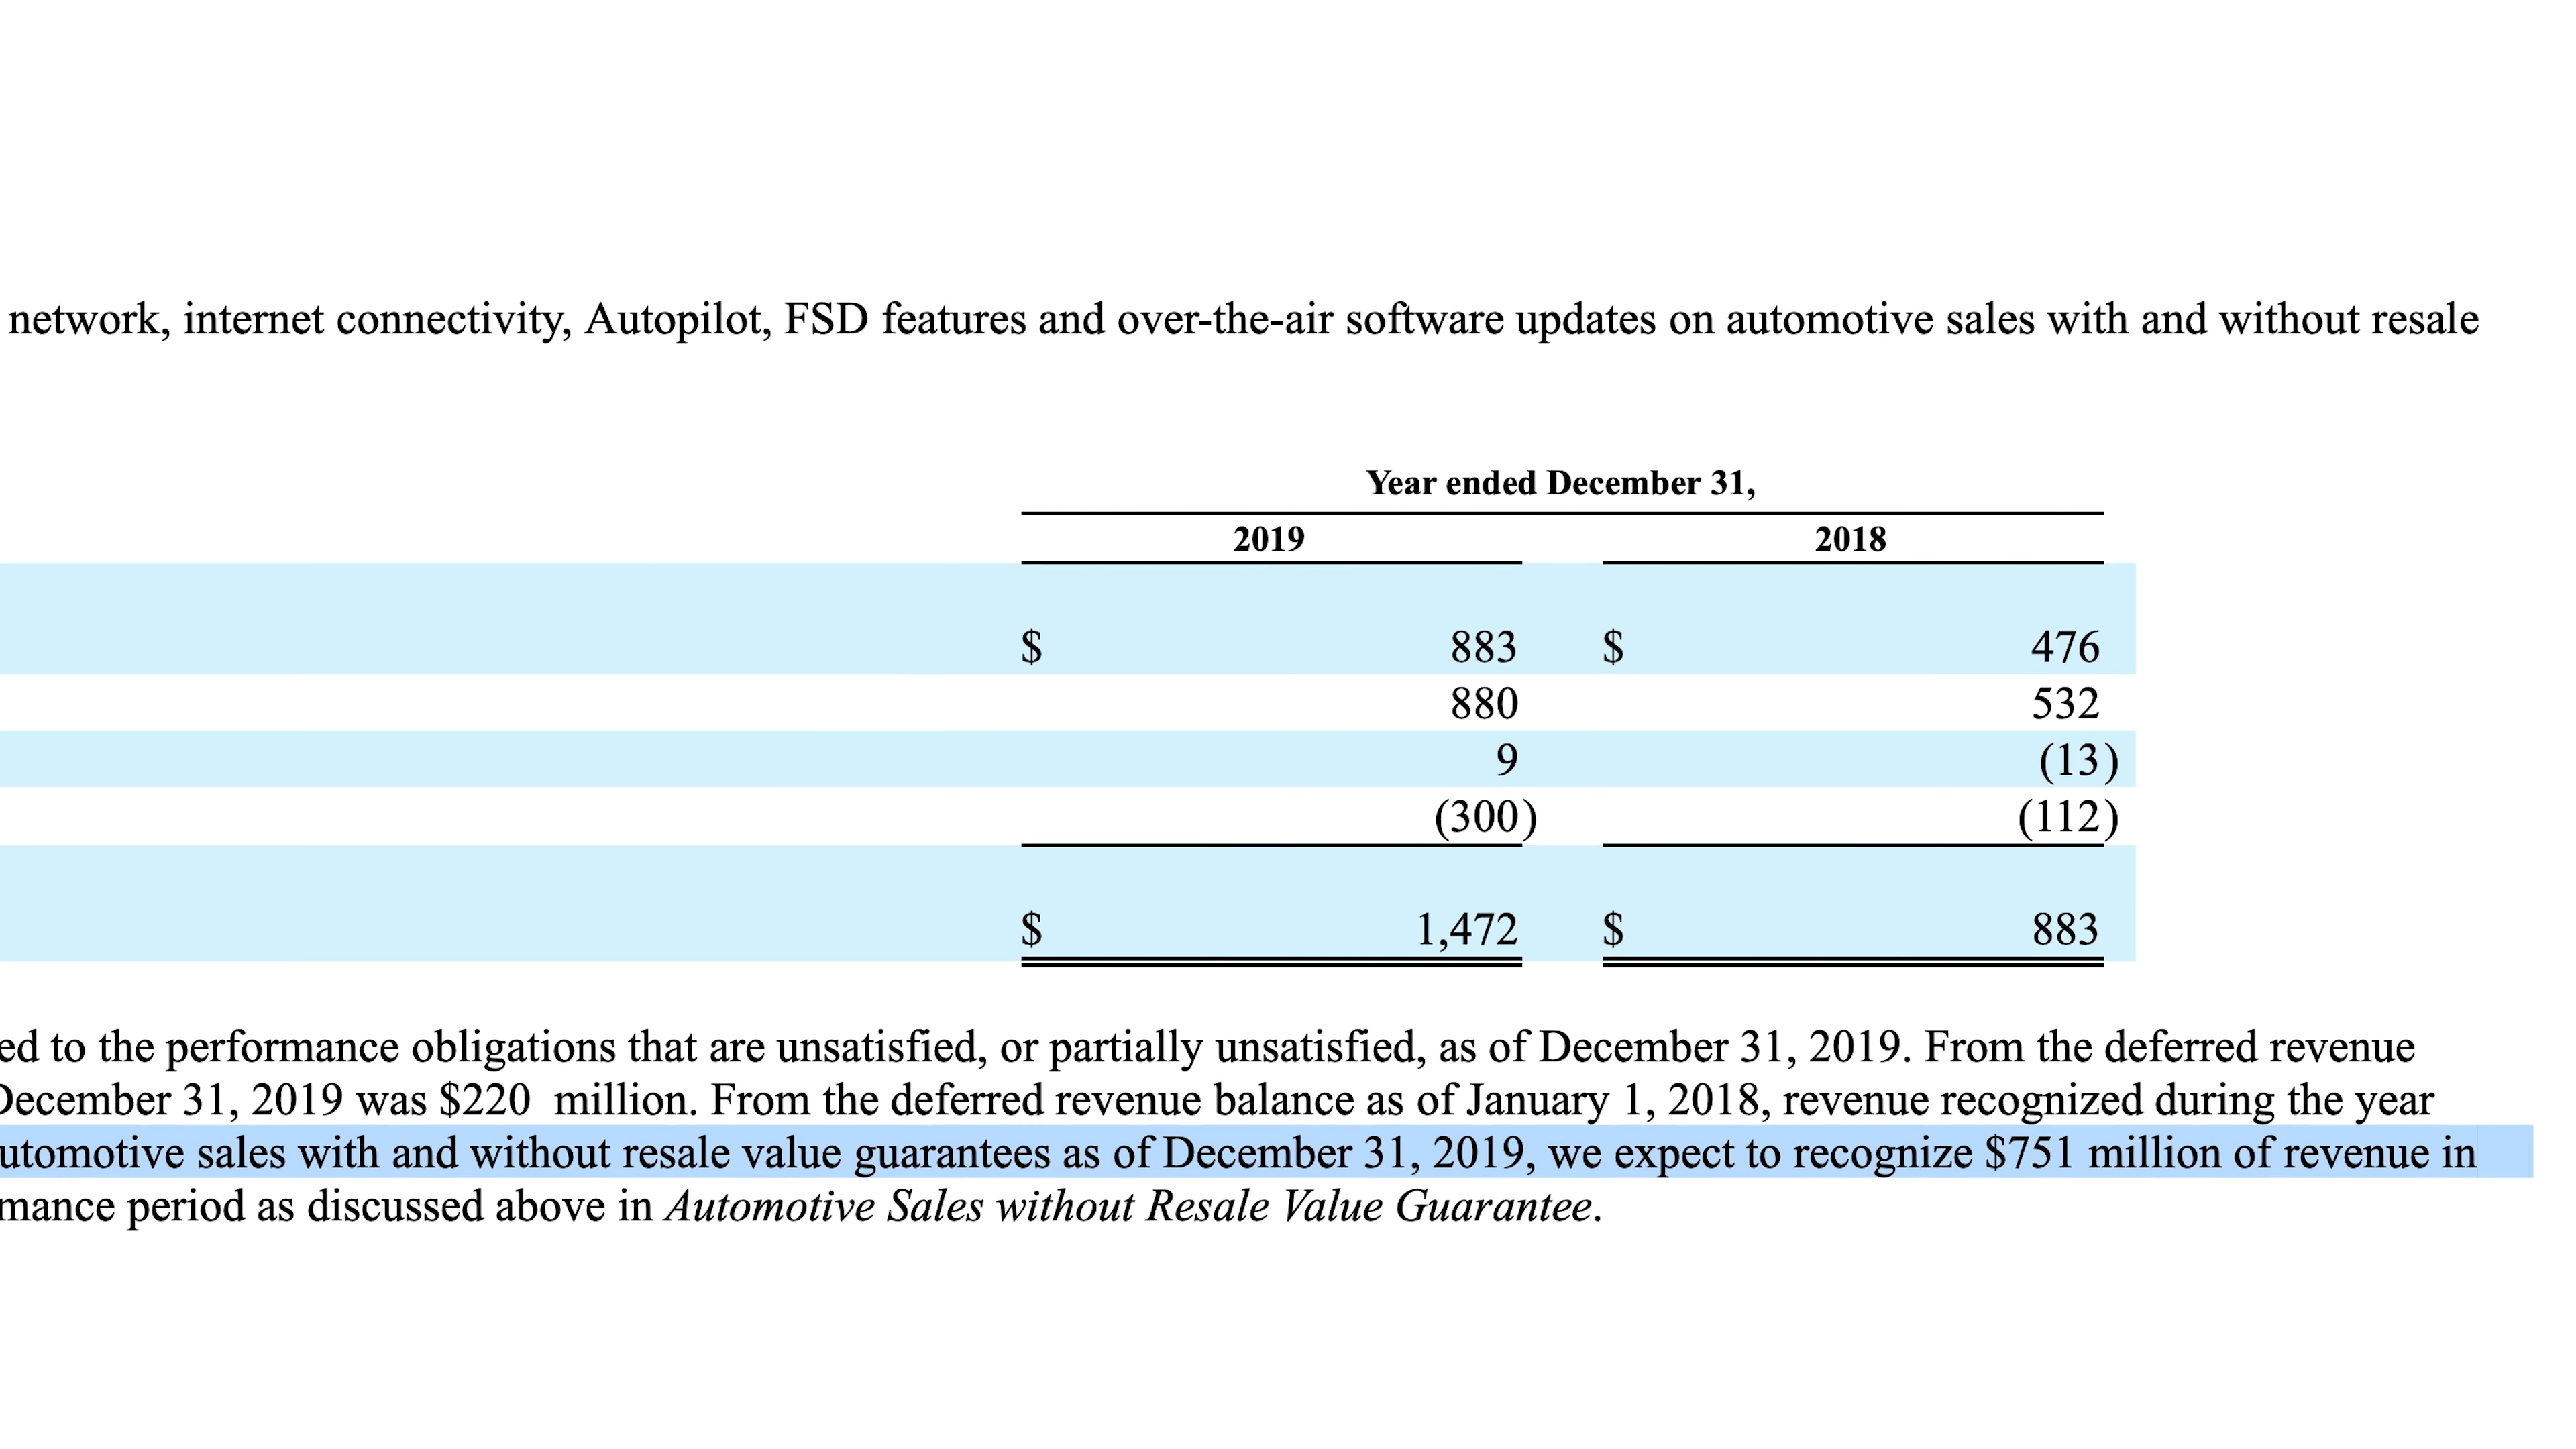 network, internet connectivity, Autopilot, FSD features and over-the-air software updates on automotive sales with and without resale
Year ended December 31,
2019 2018
$ 883 $ 476
880 532
9 (13)
(300) (112)
$ 1,472 $ 883
ed to the performance obligations that are unsatisfied, or partially unsatisfied, as of December 31, 2019. From the deferred revenue
December 31, 2019 was $220 million. From the deferred revenue balance as of January 1, 2018, revenue recognized during the year
utomotive sales with and without resale value guarantees as of December 31, 2019, we expect to recognize $751 million of revenue in
mance period as discussed above in Automotive Sales without Resale Value Guarantee.